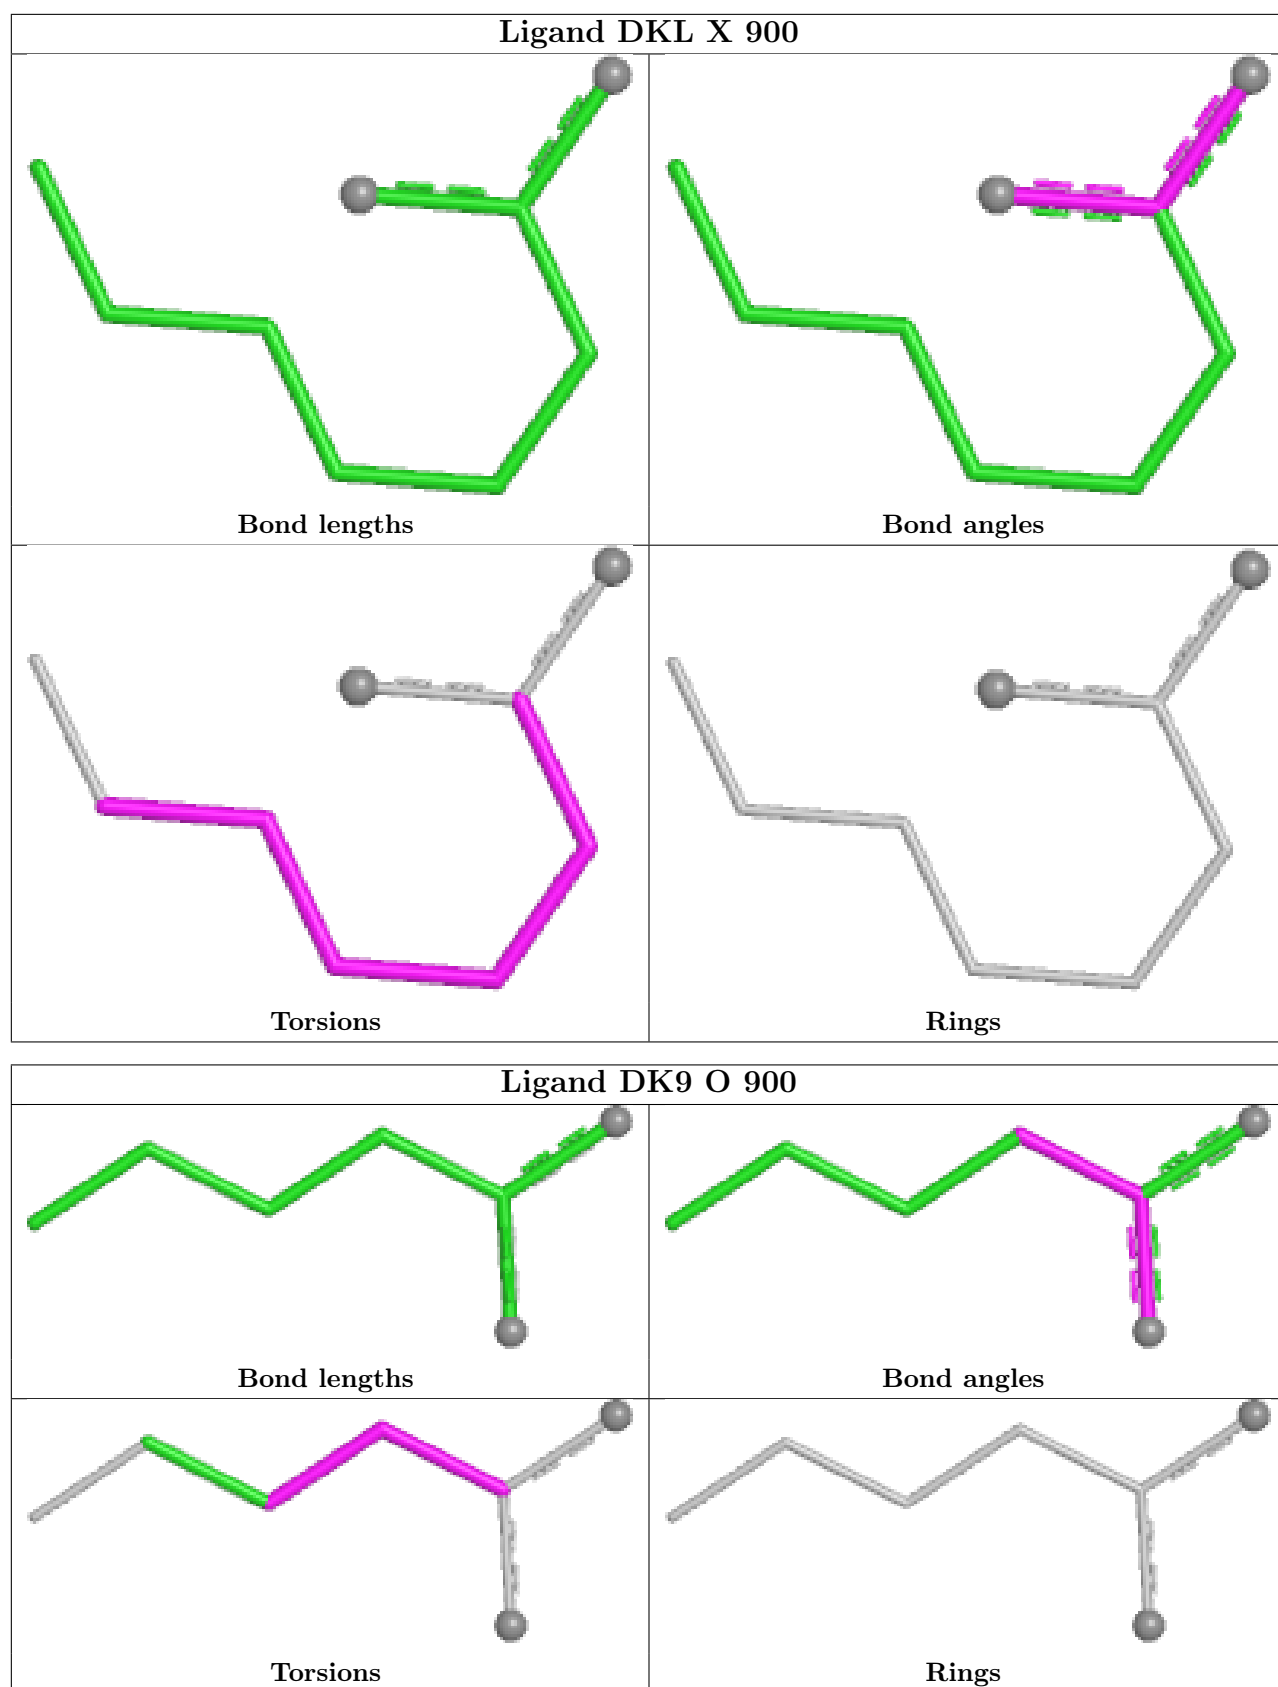 Ligand DKL X 900
Bond lengths
Bond angles
Torsions
Rings
Ligand DK9 O 900
Bond lengths
Bond angles
Torsions
Rings